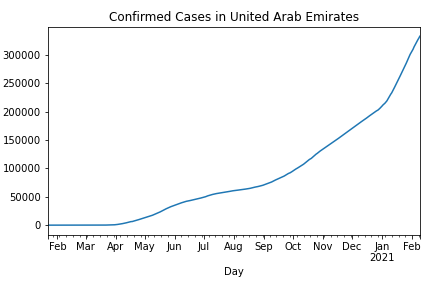 Confirmed Cases in United Arab Emirates
300000
250000
200000
150000
100000
50000
0
Feb Mar Apr May Jun Jul Aug Sep Oct Nov Dec Jan Feb
2021
Day